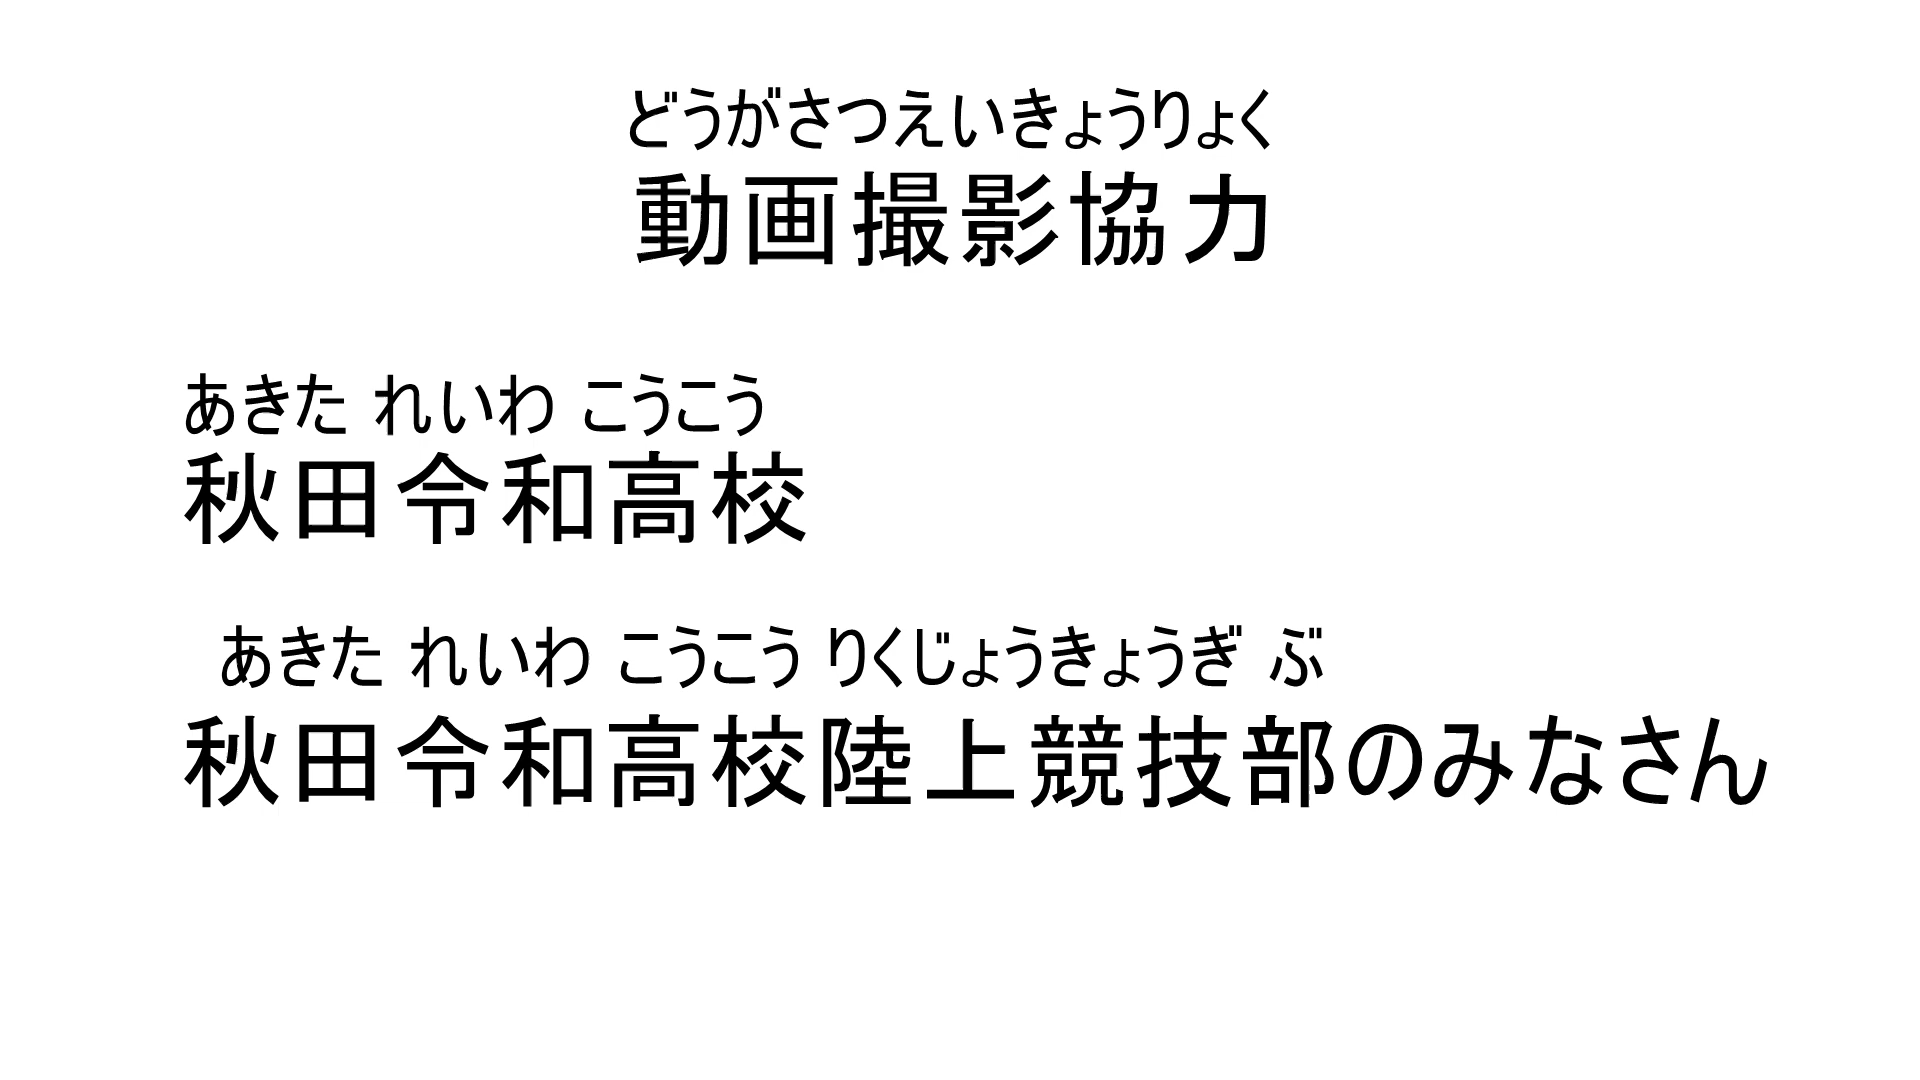 どうがさつえいきょうりょく
動画撮影協力
あきた れいわ こうこう
秋田令和高校
あきた れいわ こうこう りくじょうきょうぎ ぶ
秋田令和高校陸上競技部のみなさん